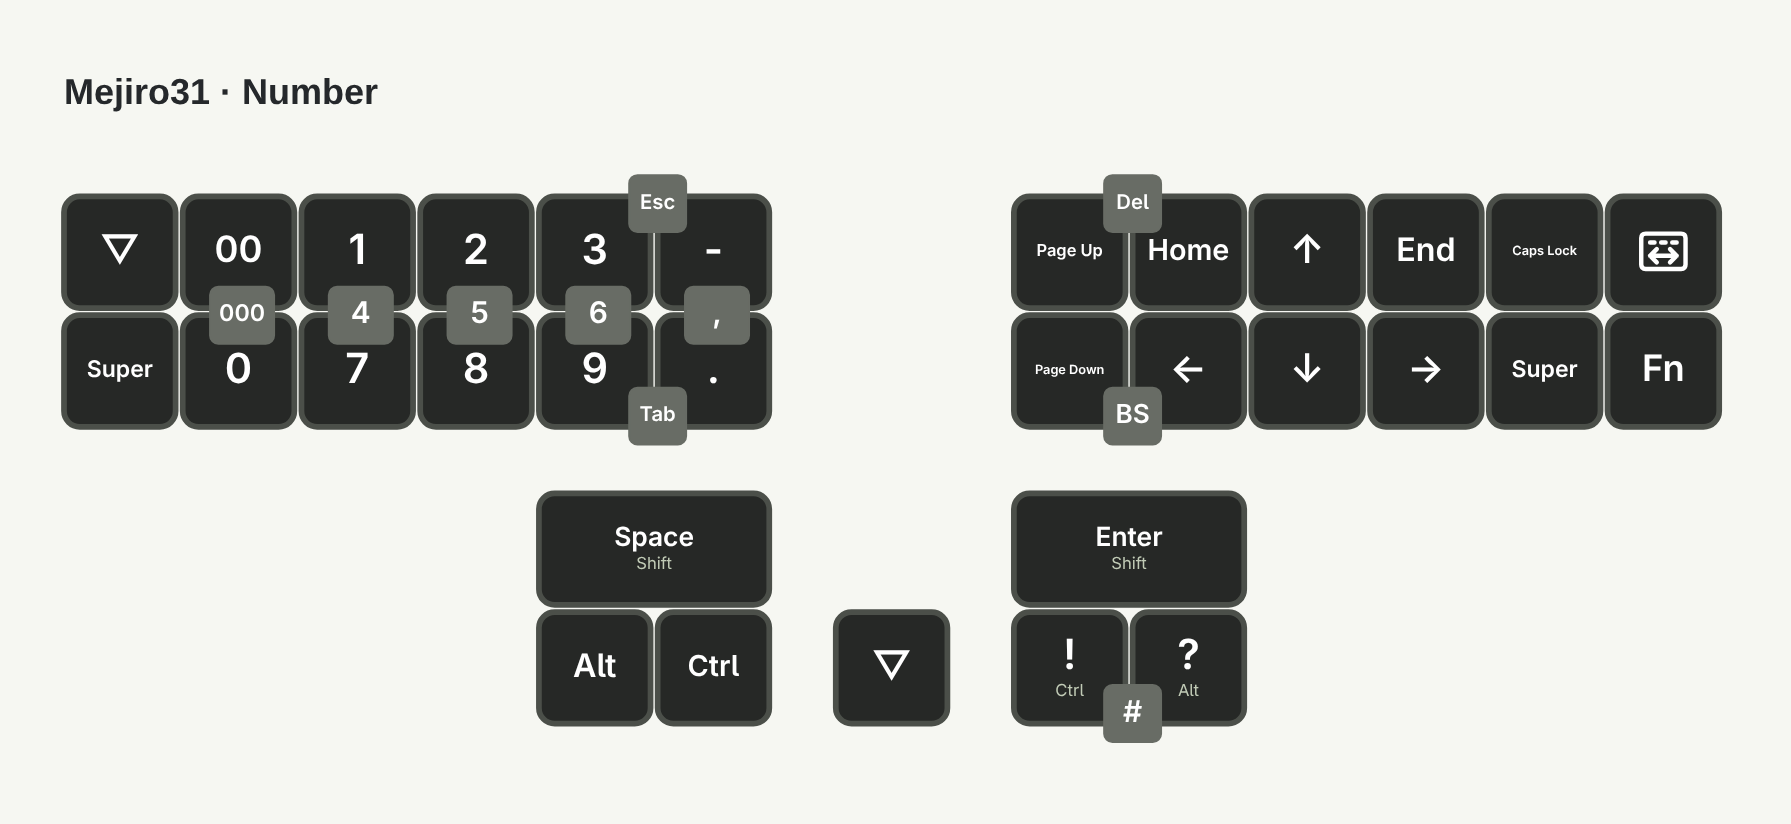 Mejiro31 · Number
Esc Del
▽ 00 1 2 3 - Page Up Home ↑ End Caps Lock
000 4 5 6 ,
Super 0 7 8 9 . Page Down ← ↓ → Super Fn
Tab BS
Space Enter
Shift Shift
Alt Ctrl ▽ ! ?
Ctrl Alt
#